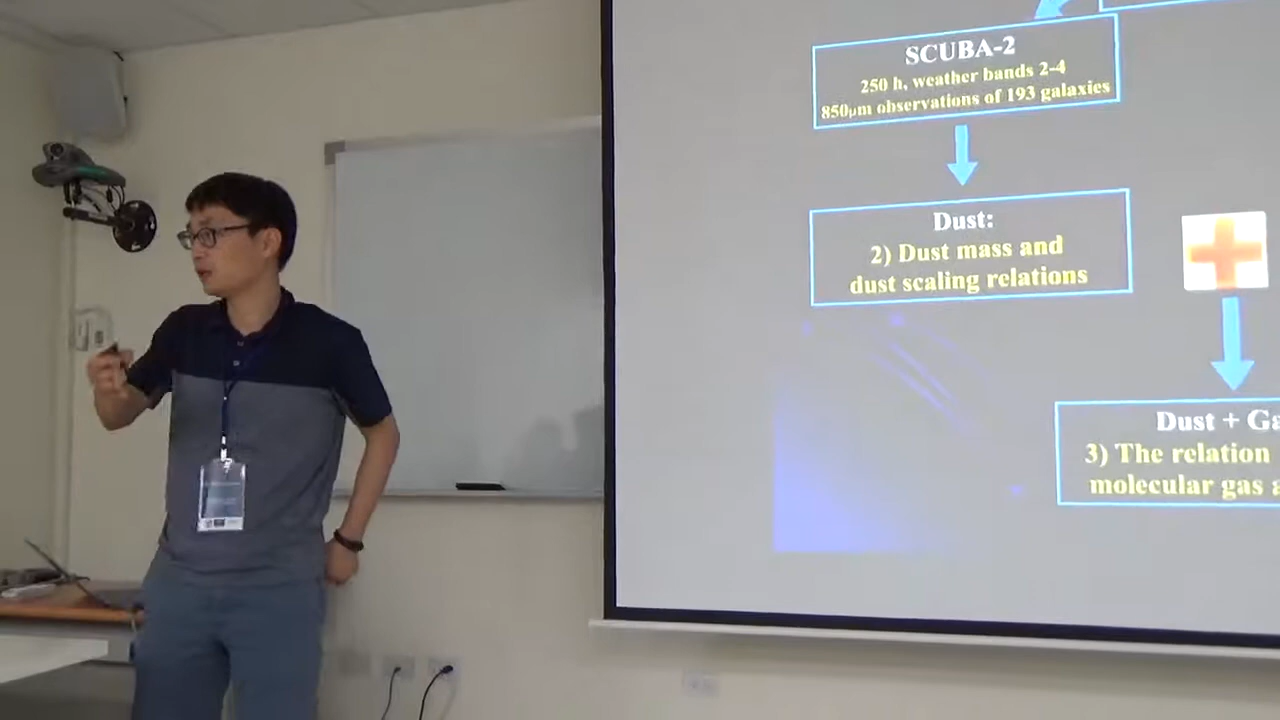 SCUBA-2
250 h, weather bands 2-4
850μm observations of 193 galaxies
Dust:
2) Dust mass and
dust scaling relations
Dust + Ga
3) The relation
molecular gas a